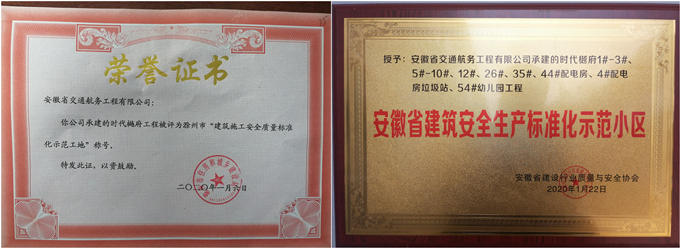 荣誉证书
安徽省交通航务工程有限公司：
你公司承建的时代樾府工程被评为滁州市“建筑施工安全质量标准
化示范工地”称号。
特发此证，以资鼓励。
二〇二〇年一月六日
授予：安徽省交通航务工程有限公司承建的时代樾府1#-3#、
5#-10#、12#、26#、35#、44#配电房、4#配电
房垃圾站、54#幼儿园工程
安徽省建筑安全生产标准化示范小区
安徽省建设行业质量与安全协会
2020年1月22日